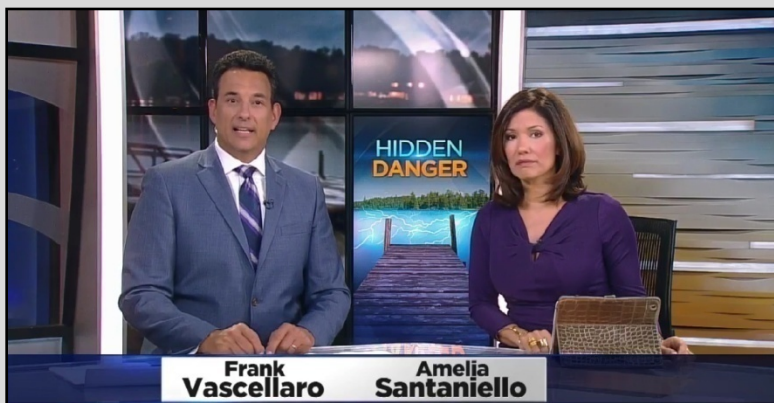 HIDDEN
DANGER
Frank
Vascellaro
Amelia
Santaniello